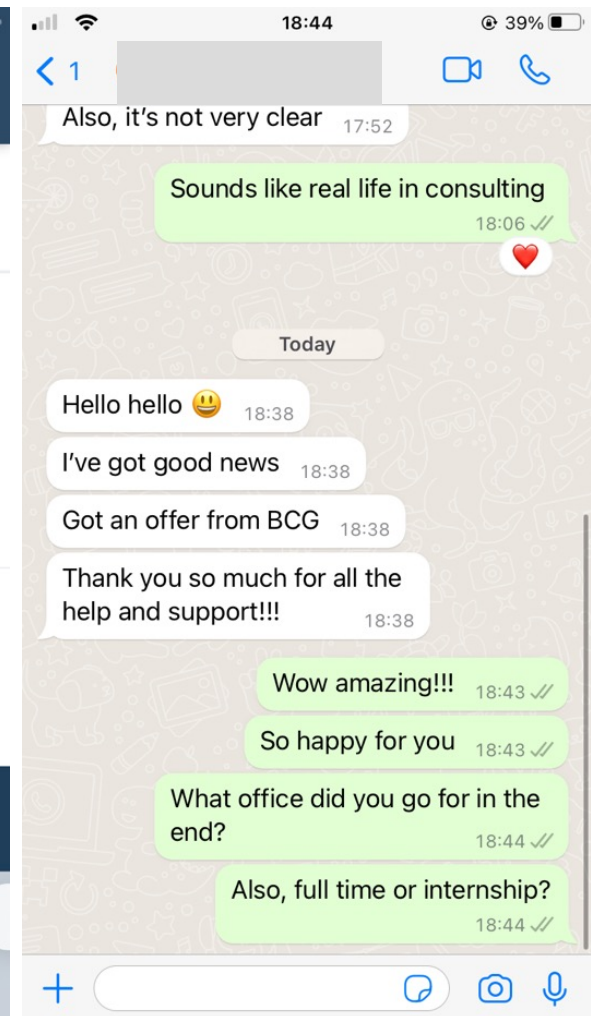 18:44
39%
1
Also, it's not very clear 17:52
Sounds like real life in consulting
18:06
Today
Hello hello 18:38
I've got good news 18:38
Got an offer from BCG 18:38
Thank you so much for all the
help and support!!! 18:38
Wow amazing!!! 18:43
So happy for you 18:43
What office did you go for in the
end? 18:44
Also, full time or internship?
18:44